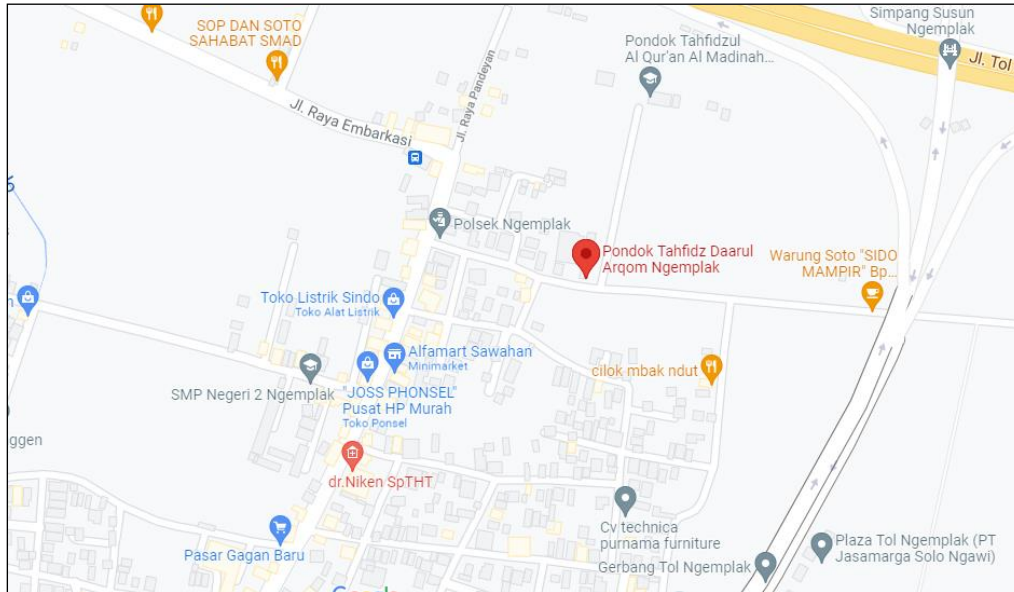 SOP DAN SOTO
SAHABAT SMAD
Simpang Susun
Ngemplak
Jl. Tol
Pondok Tahfidzul
Al Qur'an Al Madinah...
Jl. Raya Pandeyan
Jl. Raya Embarkasi
Polsek Ngemplak
Pondok Tahfidz Daarul
Arqom Ngemplak
Warung Soto "SIDO
MAMPIR" Bp...
Toko Listrik Sindo
Toko Alat Listrik
Alfamart Sawahan
Minimarket
cilok mbak ndut
SMP Negeri 2 Ngemplak
"JOSS PHONSEL"
Pusat HP Murah
Toko Ponsel
ggen
dr.Niken SpTHT
Cv technica
purnama furniture
Plaza Tol Ngemplak (PT
Jasamarga Solo Ngawi)
Pasar Gagan Baru
Gerbang Tol Ngemplak